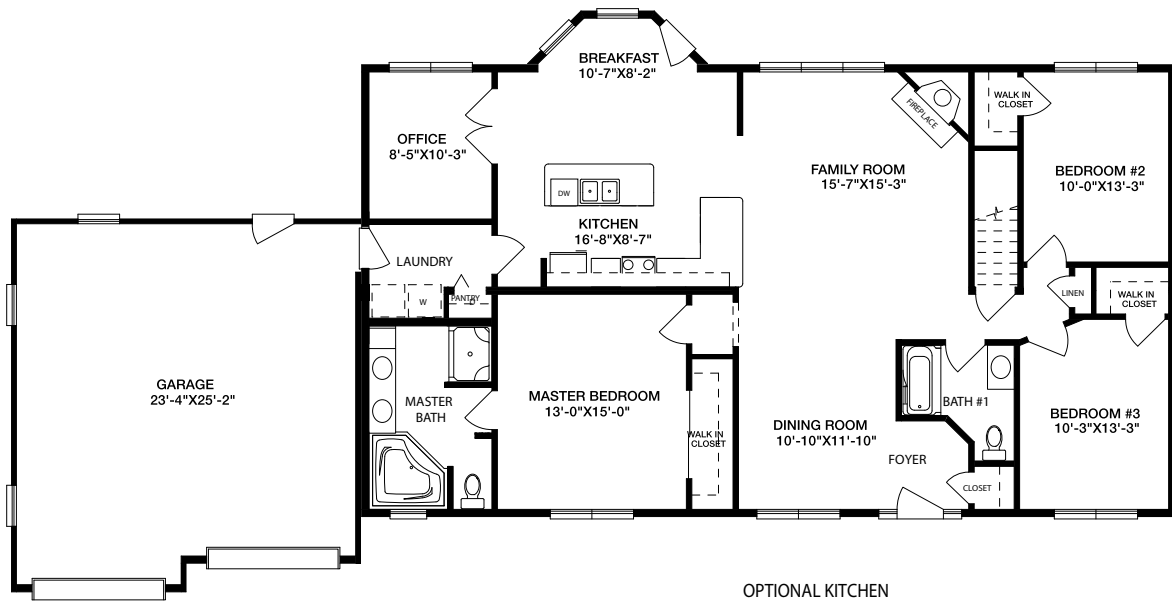 BREAKFAST
10'-7"X8'-2"
OFFICE
8'-5"X10'-3"
FIREPLACE
WALK IN
CLOSET
FAMILY ROOM
15'-7"X15'-3"
BEDROOM #2
10'-0"X13'-3"
DW
KITCHEN
16'-8"X8'-7"
LAUNDRY
W
PANTRY
D
LINEN
WALK IN
CLOSET
GARAGE
23'-4"X25'-2"
MASTER
BATH
MASTER BEDROOM
13'-0"X15'-0"
WALK IN
CLOSET
DINING ROOM
10'-10"X11'-10"
BATH #1
BEDROOM #3
10'-3"X13'-3"
FOYER
CLOSET
OPTIONAL KITCHEN